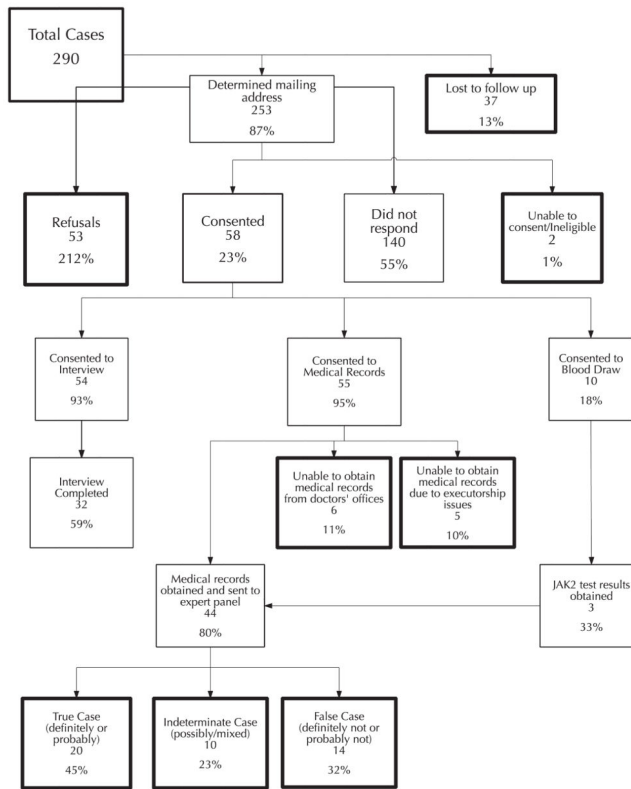 Total Cases
290
Determined mailing
address
253
87%
Lost to follow up
37
13%
Refusals
53
212%
Consented
58
23%
Did not
respond
140
55%
Unable to
consent/Ineligible
2
1%
Consented to
Interview
54
93%
Consented to
Medical Records
55
95%
Consented to
Blood Draw
10
18%
Interview
Completed
32
59%
Unable to obtain
medical records
from doctors' offices
6
11%
Unable to obtain
medical records
due to executorship
issues
5
10%
Medical records
obtained and sent to
expert panel
44
80%
JAK2 test results
obtained
3
33%
True Case
(definitely or
probably)
20
45%
Indeterminate Case
(possibly/mixed)
10
23%
False Case
(definitely not or
probably not)
14
32%